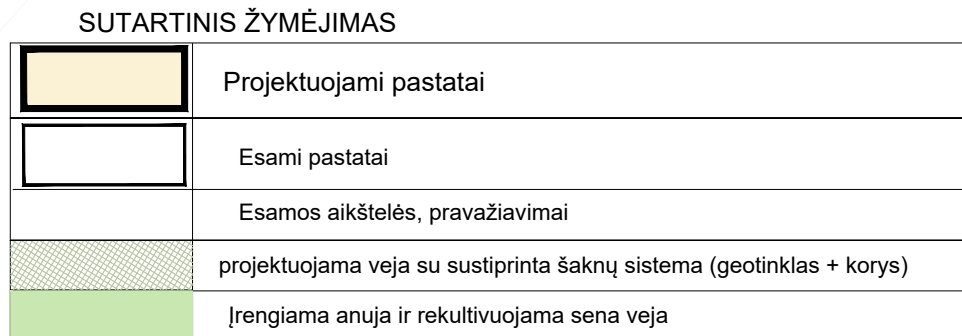 SUTARTINIS ŽYMĖJIMAS
Projektuojami pastatai
Esami pastatai
Esamos aikštelės, pravažiavimai
projektuojama veja su sustiprinta šaknų sistema (geotinklas + korys)
Įrengiama anuja ir rekultivuojama sena veja